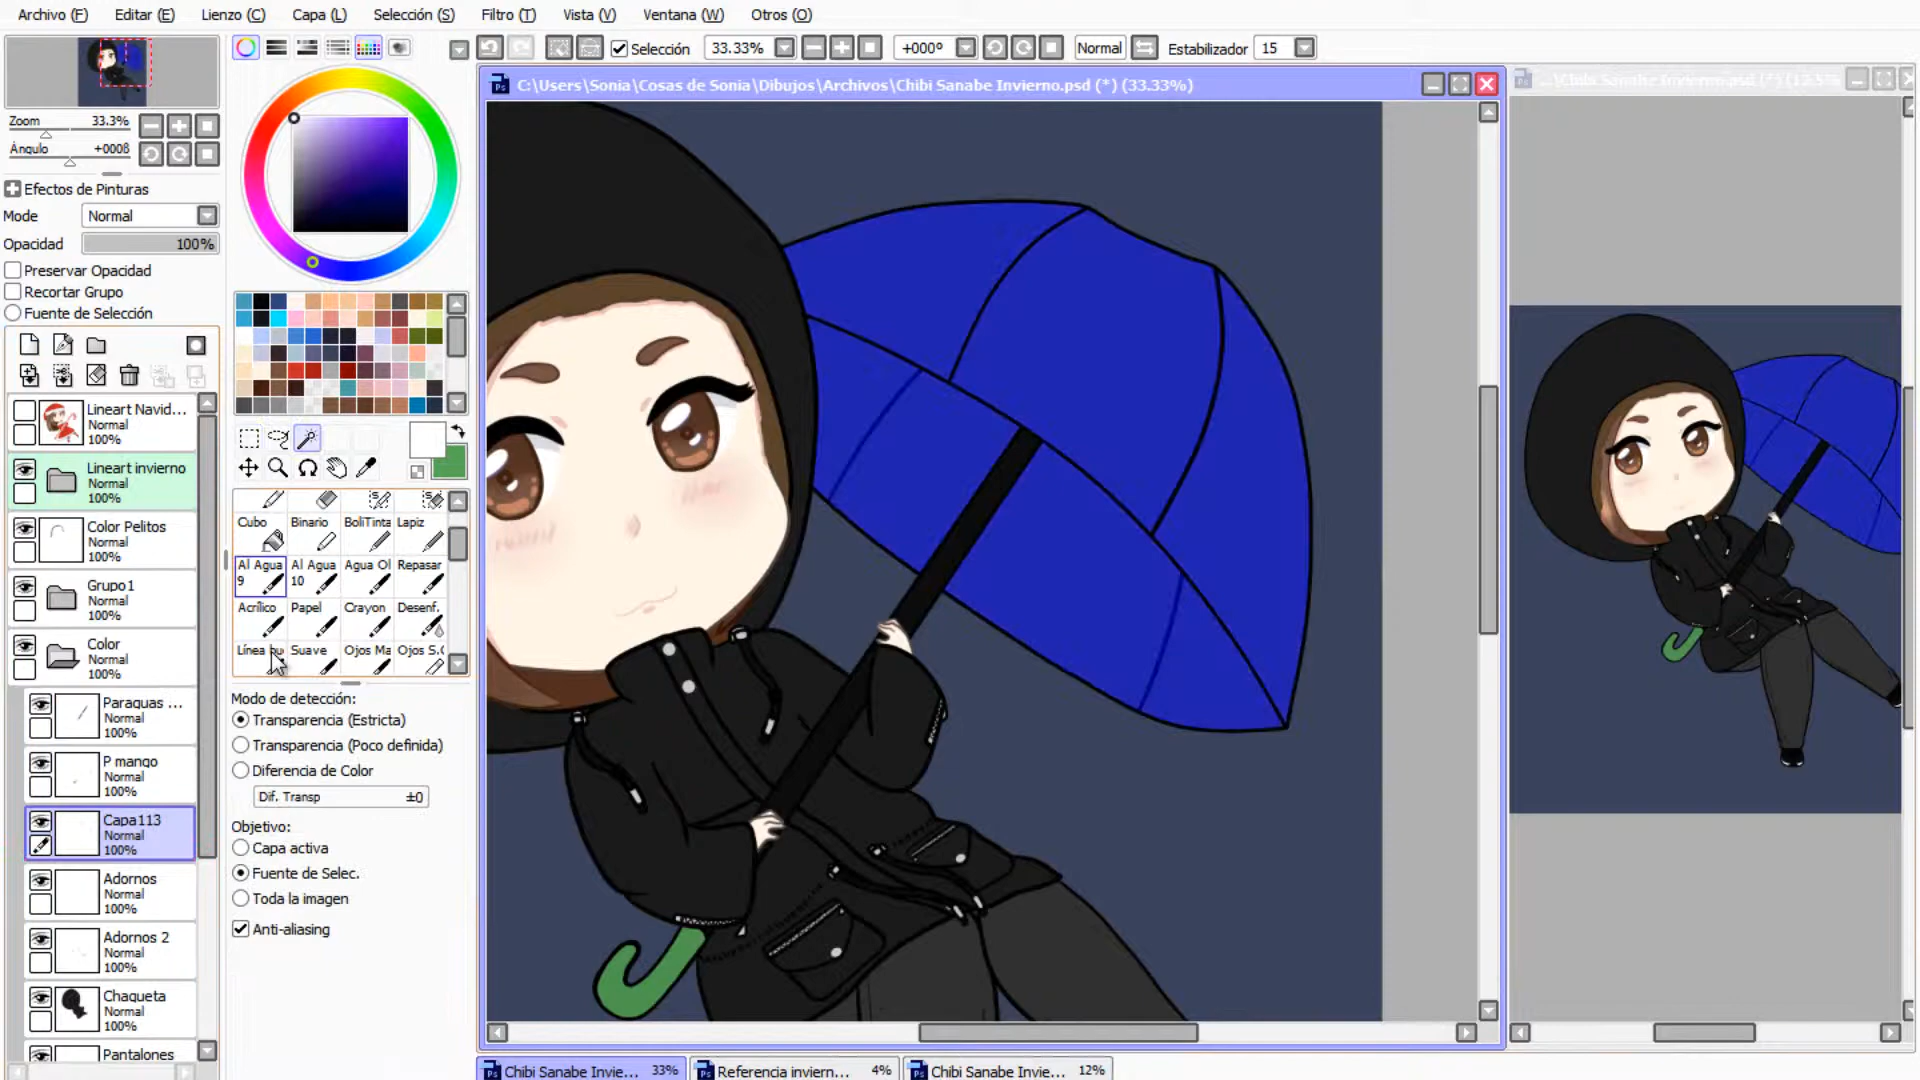 Archivo (F) Editar (E) Lienzo (C) Capa (L) Selección (S) Filtro (T) Vista (V) Ventana (W) Otros (O)
Selección 33.33% +000º Normal Estabilizador 15
C:\Users\Sonia\Cosas de Sonia\Dibujos\Archivos\Chibi Sanabe Invierno.psd (*) (33.33%)
Zoom 33.3%
Ángulo +000ß
Efectos de Pinturas
Mode Normal
Opacidad 100%
Preservar Opacidad
Recortar Grupo
Fuente de Selección
Lineart Navid...
Normal
100%
Lineart invierno
Normal
100%
Color Pelitos
Normal
100%
Grupo1
Normal
100%
Color
Normal
100%
Paraguas ...
Normal
100%
P mango
Normal
100%
Capa113
Normal
100%
Adornos
Normal
100%
Adornos 2
Normal
100%
Chaqueta
Normal
100%
Pantalones
Cubo Binario BoliTinta Lapiz
Al Agua 9 Al Agua 10 Agua Ol Repasar
Acrílico Papel Crayon Desenf.
Línea Suave Ojos Ma Ojos S.
Modo de detección:
Transparencia (Estricta)
Transparencia (Poco definida)
Diferencia de Color
Dif. Transp ±0
Objetivo:
Capa activa
Fuente de Selec.
Toda la imagen
Anti-aliasing
Chibi Sanabe Invie... 33% Referencia inviern... 4% Chibi Sanabe Invie... 12%